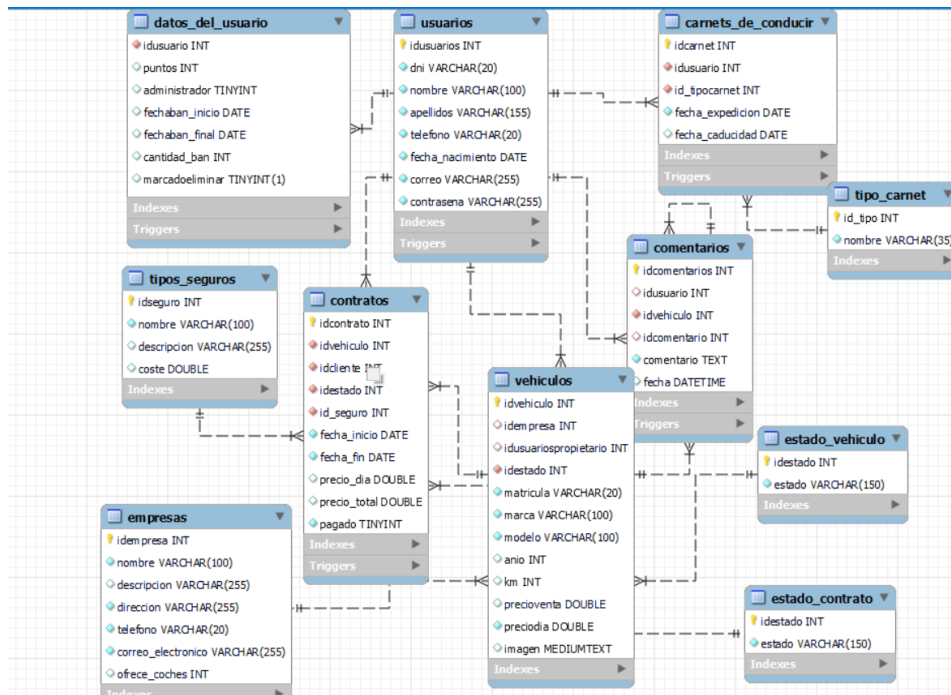 datos_del_usuario
idusuario INT
puntos INT
administrador TINYINT
fechaban_inicio DATE
fechaban_final DATE
cantidad_ban INT
marcadoeliminar TINYINT(1)
Indexes
Triggers
usuarios
idusuarios INT
dni VARCHAR(20)
nombre VARCHAR(100)
apellidos VARCHAR(155)
telefono VARCHAR(20)
fecha_nacimiento DATE
correo VARCHAR(255)
contrasena VARCHAR(255)
Indexes
Triggers
carnets_de_conducir
idcarnet INT
idusuario INT
id_tipocarnet INT
fecha_expedicion DATE
fecha_caducidad DATE
Indexes
Triggers
tipo_carnet
id_tipo INT
nombre VARCHAR(35)
Indexes
comentarios
idcomentarios INT
idusuario INT
idvehiculo INT
idcomentario INT
comentario TEXT
fecha DATETIME
Indexes
Triggers
tipos_seguros
idseguro INT
nombre VARCHAR(100)
descripcion VARCHAR(255)
coste DOUBLE
Indexes
contratos
idcontrato INT
idvehiculo INT
idcliente INT
idestado INT
id_seguro INT
fecha_inicio DATE
fecha_fin DATE
precio_dia DOUBLE
precio_total DOUBLE
pagado TINYINT
Indexes
Triggers
vehiculos
idvehiculo INT
idempresa INT
idusuariospropietario INT
idestado INT
matricula VARCHAR(20)
marca VARCHAR(100)
modelo VARCHAR(100)
anio INT
km INT
precioventa DOUBLE
preciodia DOUBLE
imagen MEDIUMTEXT
Indexes
estado_vehiculo
idestado INT
estado VARCHAR(150)
Indexes
empresas
idempresa INT
nombre VARCHAR(100)
descripcion VARCHAR(255)
direccion VARCHAR(255)
telefono VARCHAR(20)
correo_electronico VARCHAR(255)
ofrece_coches INT
Indexes
estado_contrato
idestado INT
estado VARCHAR(150)
Indexes